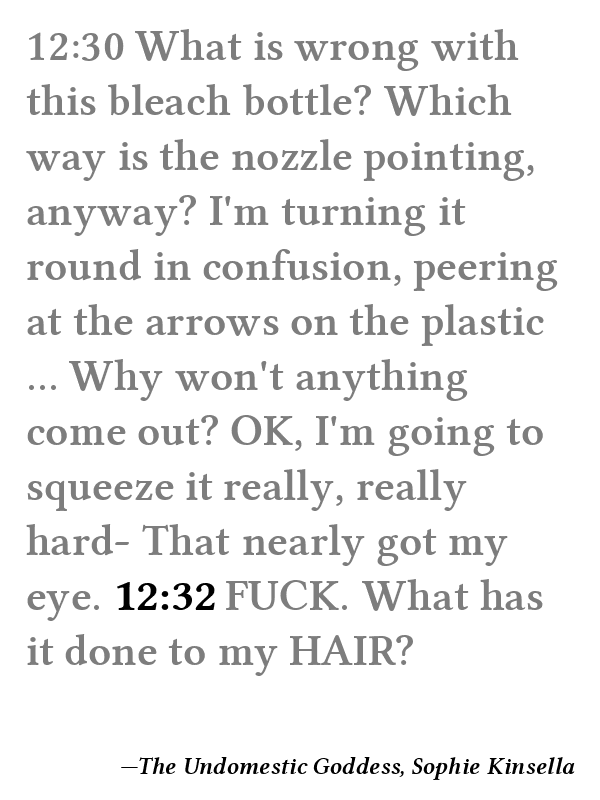 12:30 What is wrong with
this bleach bottle? Which
way is the nozzle pointing,
anyway? I'm turning it
round in confusion, peering
at the arrows on the plastic
... Why won't anything
come out? OK, I'm going to
squeeze it really, really
hard- That nearly got my
eye. 12:32 FUCK. What has
it done to my HAIR?
—The Undomestic Goddess, Sophie Kinsella